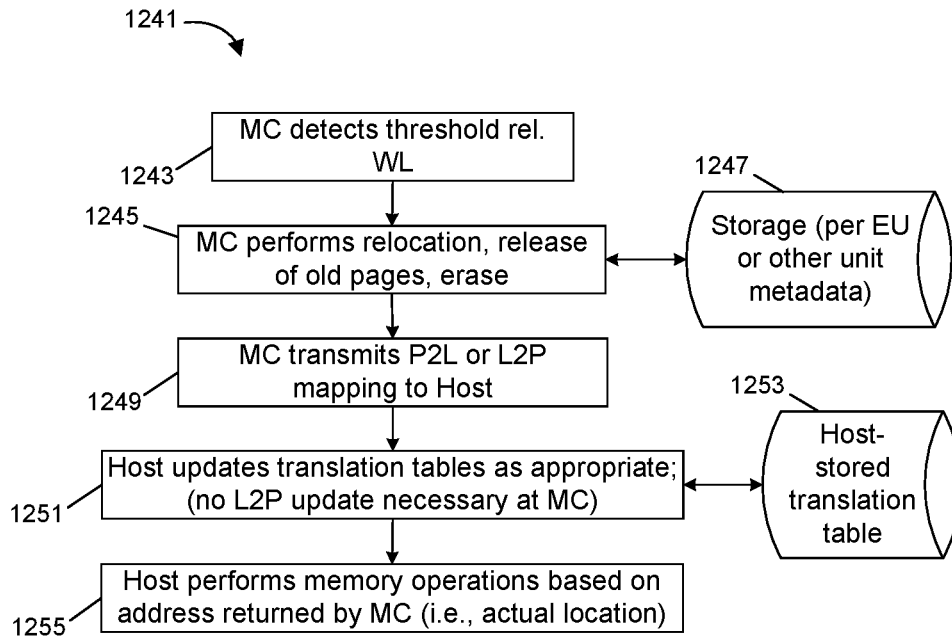 1241
MC detects threshold rel.
WL
1243
1245
MC performs relocation, release
of old pages, erase
1247
Storage (per EU
or other unit
metadata)
MC transmits P2L or L2P
mapping to Host
1249
1253
Host-
stored
translation
table
Host updates translation tables as appropriate;
(no L2P update necessary at MC)
1251
Host performs memory operations based on
address returned by MC (i.e., actual location)
1255